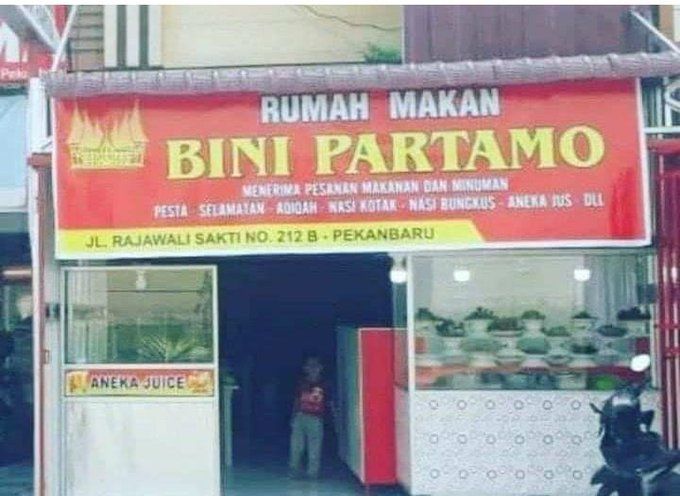 RUMAH MAKAN
BINI PARTAMO
MENERIMA PESANAN MAKANAN DAN MINUMAN
PESTA - SELAMATAN - AQIQAH - NASI KOTAK - NASI BUNGKUS - ANEKA JUS - DLL
JL. RAJAWALI SAKTI NO. 212 B - PEKANBARU
ANEKA JUICE